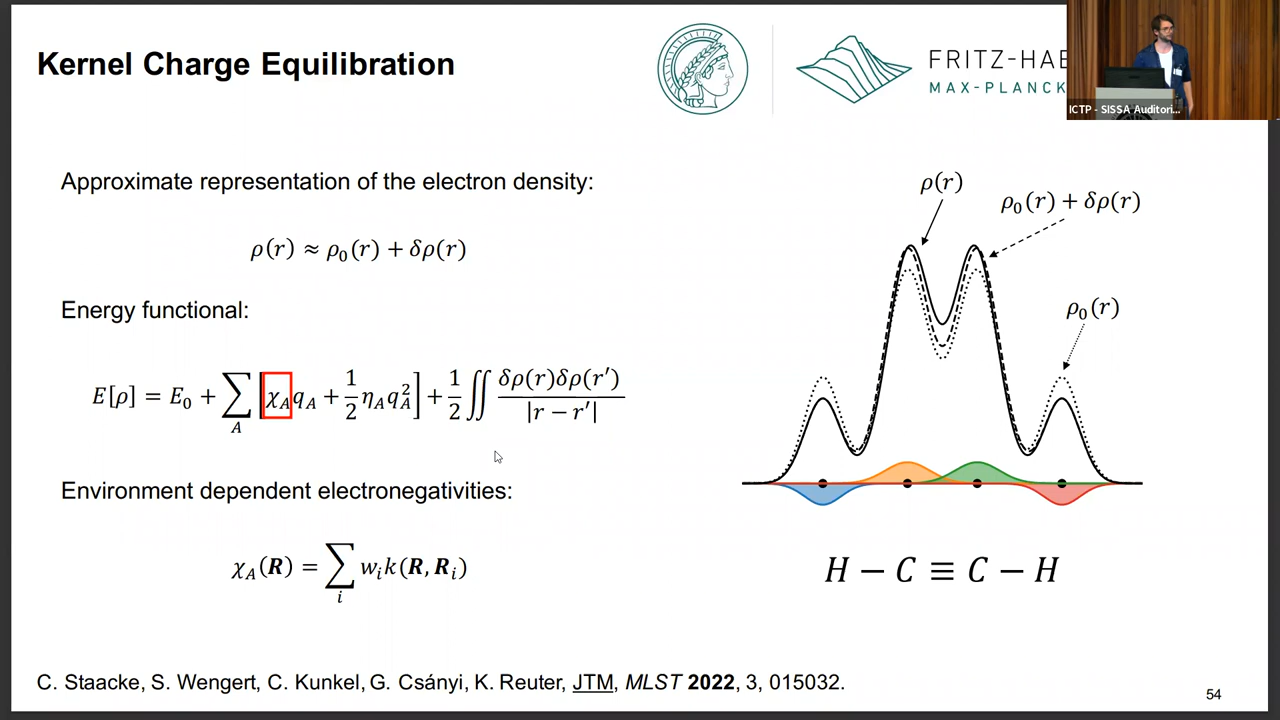 Kernel Charge Equilibration
FRITZ-HAE
MAX-PLANCK
ICTP - SISSA Auditori...
Approximate representation of the electron density:
ρ(r) ≈ ρ₀(r) + δρ(r)
Energy functional:
E[ρ] = E₀ + ∑_A [χ_A q_A + 1/2 η_A q_A²] + 1/2 ∬ δρ(r)δρ(r′) / |r − r′|
Environment dependent electronegativities:
χ_A(R) = ∑_i w_i k(R, R_i)
ρ(r)
ρ₀(r) + δρ(r)
ρ₀(r)
H − C ≡ C − H
C. Staacke, S. Wengert, C. Kunkel, G. Csányi, K. Reuter, JTM, MLST 2022, 3, 015032.
54